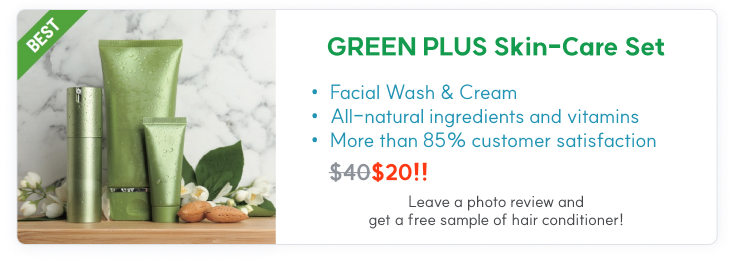 BEST
GREEN PLUS Skin-Care Set
• Facial Wash & Cream
• All-natural ingredients and vitamins
• More than 85% customer satisfaction
$40$20!!
Leave a photo review and
get a free sample of hair conditioner!